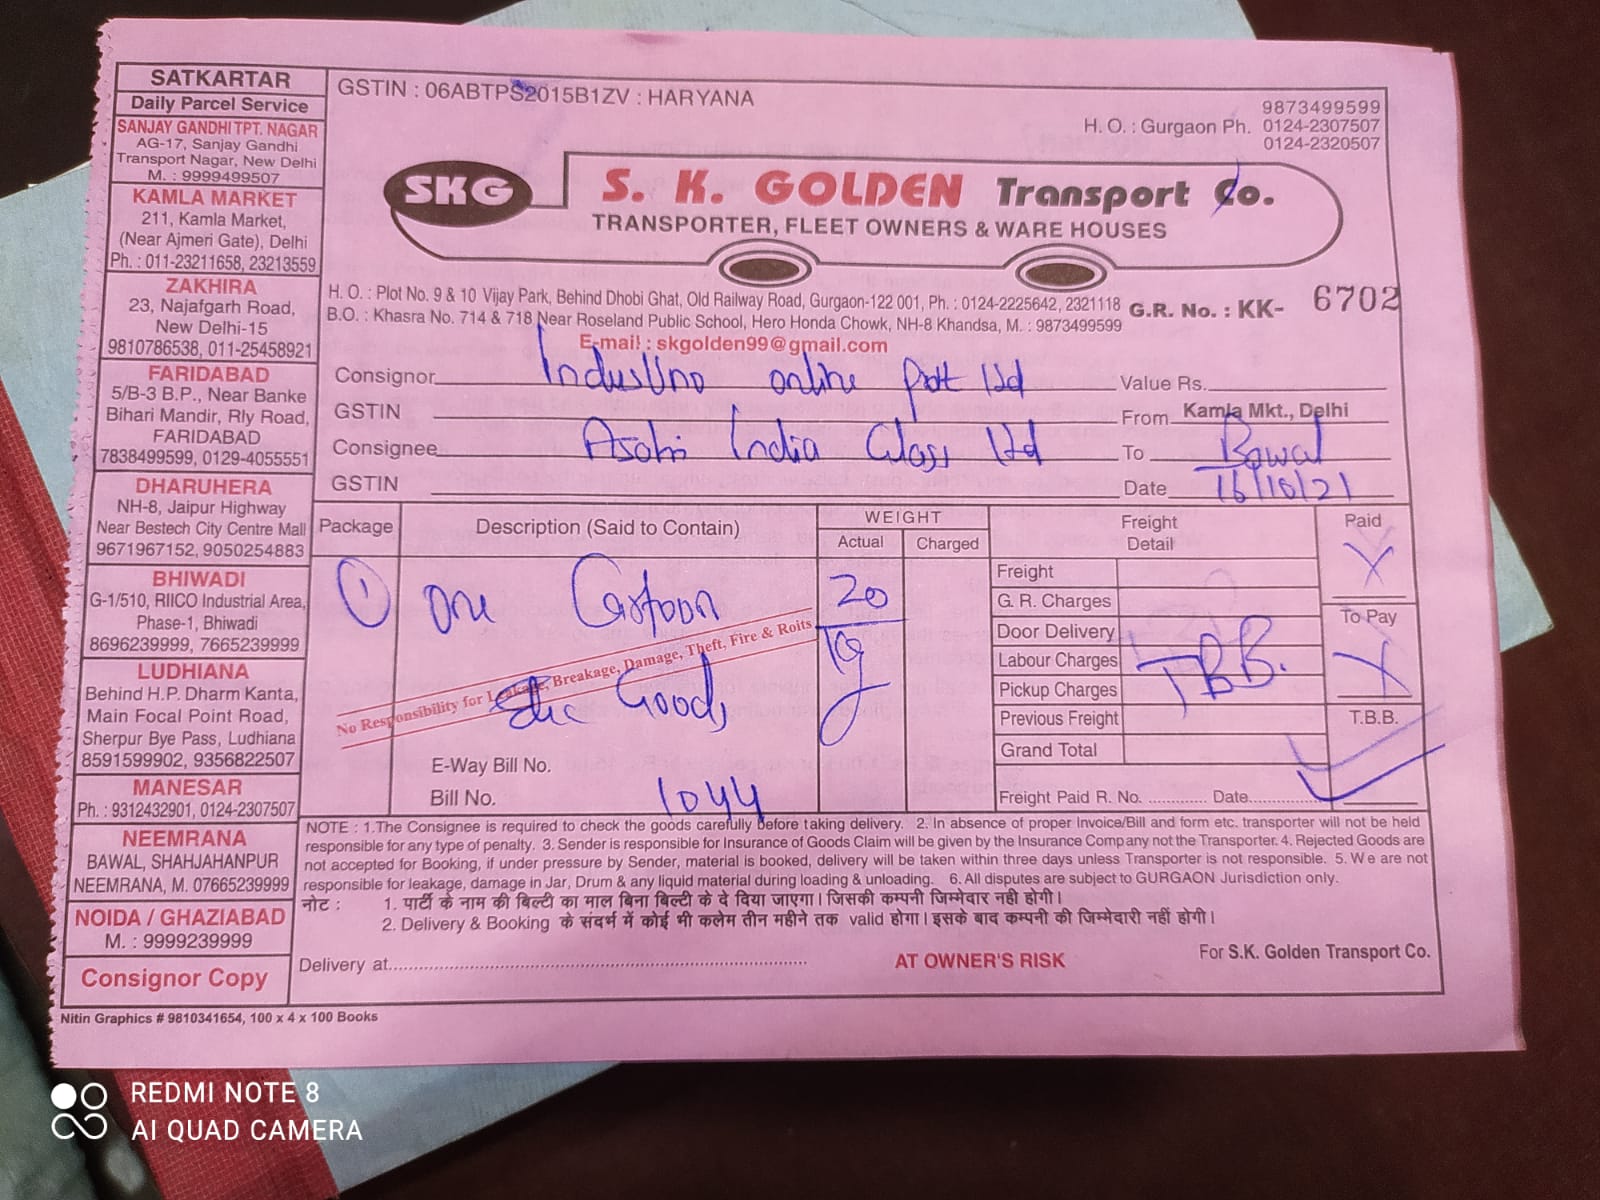 SATKARTAR
Daily Parcel Service
SANJAY GANDHI TPT. NAGAR
AG-17, Sanjay Gandhi
Transport Nagar, New Delhi
M. : 9999499507
KAMLA MARKET
211, Kamla Market,
(Near Ajmeri Gate), Delhi
Ph. : 011-23211658, 23213559
ZAKHIRA
23, Najafgarh Road,
New Delhi-15
9810786538, 011-25458921
FARIDABAD
5/B-3 B.P., Near Banke
Bihari Mandir, Rly Road,
FARIDABAD
7838499599, 0129-4055551
DHARUHERA
NH-8, Jaipur Highway
Near Bestech City Centre Mall
9671967152, 9050254883
BHIWADI
G-1/510, RIICO Industrial Area,
Phase-1, Bhiwadi
8696239999, 7665239999
LUDHIANA
Behind H.P. Dharm Kanta,
Main Focal Point Road,
Sherpur Bye Pass, Ludhiana
8591599902, 9356822507
MANESAR
Ph. : 9312432901, 0124-2307507
NEEMRANA
BAWAL, SHAHJAHANPUR
NEEMRANA, M. 07665239999
NOIDA / GHAZIABAD
M. : 9999239999
Consignor Copy
GSTIN : 06ABTPS2015B1ZV : HARYANA
9873499599
H. O. : Gurgaon Ph. 0124-2307507
0124-2320507
SKG S. K. GOLDEN Transport Co.
TRANSPORTER, FLEET OWNERS & WARE HOUSES
H. O. : Plot No. 9 & 10 Vijay Park, Behind Dhobi Ghat, Old Railway Road, Gurgaon-122 001, Ph. : 0124-2225642, 2321118
B.O. : Khasra No. 714 & 718 Near Roseland Public School, Hero Honda Chowk, NH-8 Khandsa, M. : 9873499599
G.R. No. : KK- 6702
E-mail : skgolden99@gmail.com
Consignor online Ltd Value Rs.
GSTIN From Kamla Mkt., Delhi
Consignee Asahi India Glass Ltd To Bawal
GSTIN Date 16/10/21
Package Description (Said to Contain) WEIGHT Actual Charged Freight Detail Paid
1 one Cartoon 20 Kg
Goods
No Responsibility for Leakage, Breakage, Damage, Theft, Fire & Roits
E-Way Bill No.
Bill No. 1044
Freight
G. R. Charges
Door Delivery
Labour Charges
Pickup Charges
Previous Freight
Grand Total
T.B.B.
X
To Pay
X
T.B.B.
Freight Paid R. No. ............ Date...............
NOTE : 1.The Consignee is required to check the goods carefully before taking delivery. 2. In absence of proper Invoice/Bill and form etc. transporter will not be held
responsible for any type of penalty. 3. Sender is responsible for Insurance of Goods Claim will be given by the Insurance Company not the Transporter. 4. Rejected Goods are
not accepted for Booking, if under pressure by Sender, material is booked, delivery will be taken within three days unless Transporter is not responsible. 5. We are not
responsible for leakage, damage in Jar, Drum & any liquid material during loading & unloading. 6. All disputes are subject to GURGAON Jurisdiction only.
नोट : 1. पार्टी के नाम की बिल्टी का माल बिना बिल्टी के दे दिया जाएगा। जिसकी कम्पनी जिम्मेदार नही होगी।
2. Delivery & Booking के संदर्भ में कोई भी कलेम तीन महीने तक valid होगा। इसके बाद कम्पनी की जिम्मेदारी नहीं होगी।
Delivery at
AT OWNER'S RISK
For S.K. Golden Transport Co.
Nitin Graphics # 9810341654, 100 x 4 x 100 Books
REDMI NOTE 8
AI QUAD CAMERA